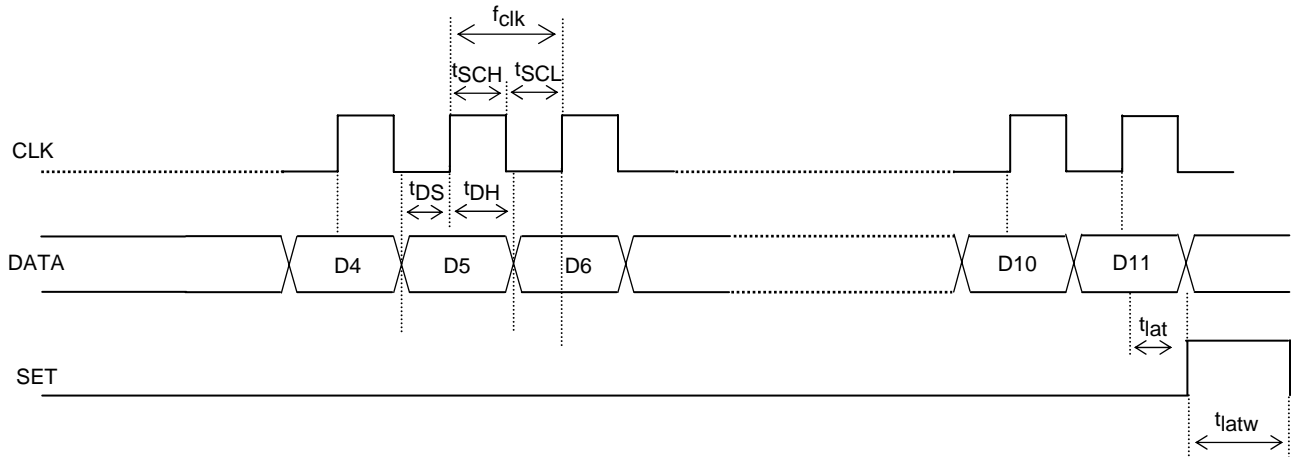 fclk
tSCH tSCL
CLK
tDS tDH
DATA D4 D5 D6 D10 D11
tlat
SET
tlatw